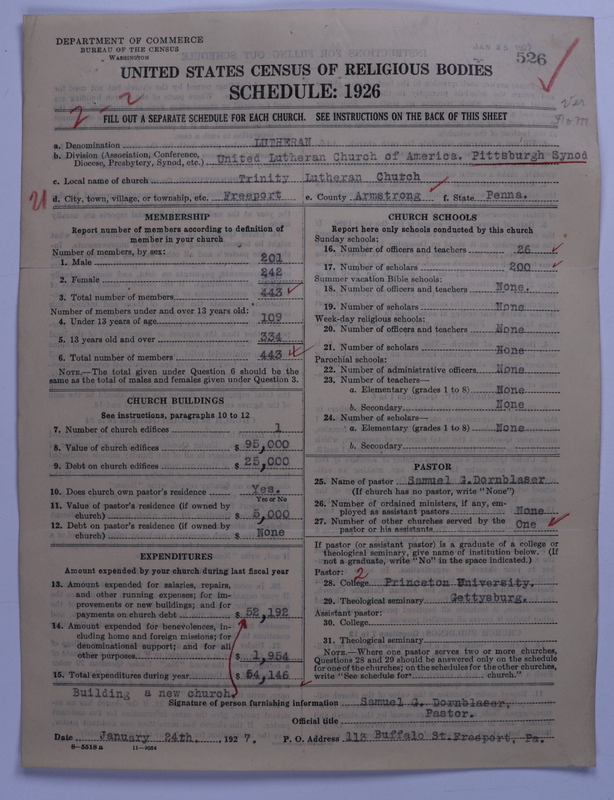 DEPARTMENT OF COMMERCE
BUREAU OF THE CENSUS
WASHINGTON
526
UNITED STATES CENSUS OF RELIGIOUS BODIES
SCHEDULE: 1926
2-2
FILL OUT A SEPARATE SCHEDULE FOR EACH CHURCH. SEE INSTRUCTIONS ON THE BACK OF THIS SHEET
a. Denomination LUTHERAN
b. Division (Association, Conference, Diocese, Presbytery, Synod, etc.) United Lutheran Church of America. Pittsburgh Synod
c. Local name of church Trinity Lutheran Church
d. City, town, village, or township, etc. Freeport e. County Armstrong f. State Penna.
MEMBERSHIP
Report number of members according to definition of
member in your church
Number of members, by sex:
1. Male 201
2. Female 242
3. Total number of members 443
Number of members under and over 13 years old:
4. Under 13 years of age 109
5. 13 years old and over 334
6. Total number of members 443
NOTE.—The total given under Question 6 should be
same as the total of males and females given under Question 3.
CHURCH BUILDINGS
See instructions, paragraphs 10 to 12
7. Number of church edifices 1
8. Value of church edifices $ 95,000
9. Debt on church edifices $ 25,000
10. Does church own pastor's residence Yes.
Yes or No
11. Value of pastor's residence (if owned by
church) $ 5,000
12. Debt on pastor's residence (if owned by
church) $ None
EXPENDITURES
Amount expended by your church during last fiscal year
13. Amount expended for salaries, repairs,
and other running expenses; for im-
provements or new buildings; and for
payments on church debt $ 52,192
14. Amount expended for benevolences, in-
cluding home and foreign missions; for
denominational support; and for all
other purposes $ 1,954
15. Total expenditures during year $ 54,146
Building a new church.
CHURCH SCHOOLS
Report here only schools conducted by this church
Sunday schools:
16. Number of officers and teachers 26
17. Number of scholars 200
Summer vacation Bible schools:
18. Number of officers and teachers None.
19. Number of scholars None
Week-day religious schools:
20. Number of officers and teachers None
21. Number of scholars None
Parochial schools:
22. Number of administrative officers None
23. Number of teachers—
a. Elementary (grades 1 to 8) None
b. Secondary None
24. Number of scholars—
a. Elementary (grades 1 to 8) None
b. Secondary
PASTOR
25. Name of pastor Samuel G.Dornblaser
(If church has no pastor, write "None")
26. Number of ordained ministers, if any, em-
ployed as assistant pastors None
27. Number of other churches served by the
pastor or his assistants One
If pastor (or assistant pastor) is a graduate of a college or
theological seminary, give name of institution below. (If
not a graduate, write "No" in the space indicated.)
Pastor: 2
28. College Princeton University.
29. Theological seminary Gettysburg.
Assistant pastor:
30. College
31. Theological seminary
NOTE.—Where one pastor serves two or more churches,
Questions 28 and 29 should be answered only on the schedule
for one of the churches; on the schedules for the other churches,
write "See schedule for church."
Signature of person furnishing information Samuel G. Dornblaser,
Official title Pastor.
Date January 24th. , 1927. P. O. Address 112 Buffalo St.Freeport, Pa.
8-5518 a 11-9084